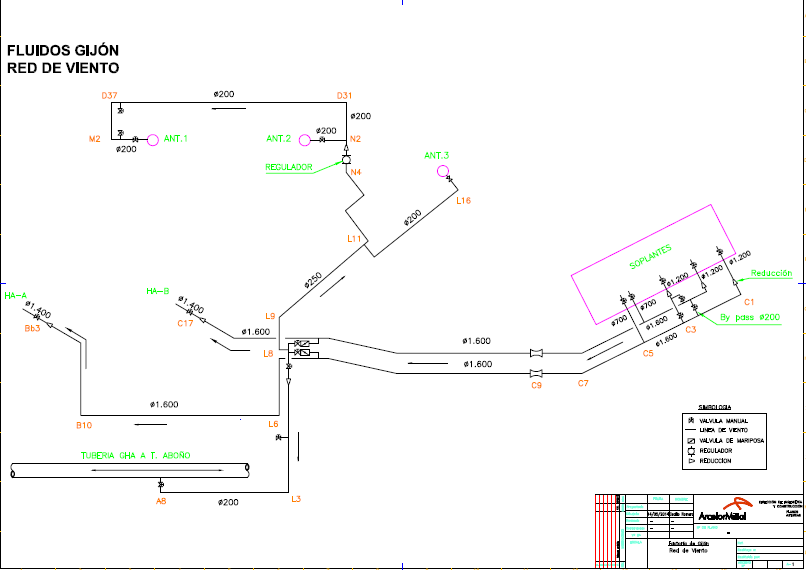 FLUIDOS GIJÓN
RED DE VIENTO
D37
ø200
D31
ø200
M2
ø200
ANT.1
ANT.2
ø200
N2
REGULADOR
N4
ANT.3
L16
ø200
L11
ø250
SOPLANTES
ø1.200
ø1.200
ø1.200
Reducción
C1
By pass ø200
C3
ø700
ø700
ø1.600
ø1.600
C5
HA-A
ø1.400
Bb3
HA-B
ø1.400
C17
L9
ø1.600
L8
ø1.600
ø1.600
C9
C7
ø1.600
B10
L6
TUBERIA GHA A T. ABOÑO
A8
ø200
L3
SIMBOLOGIA
VALVULA MANUAL
LINEA DE VIENTO
VALVULA DE MARIPOSA
REGULADOR
REDUCCION
ArcelorMittal
Factoría de Gijón
Red de Viento